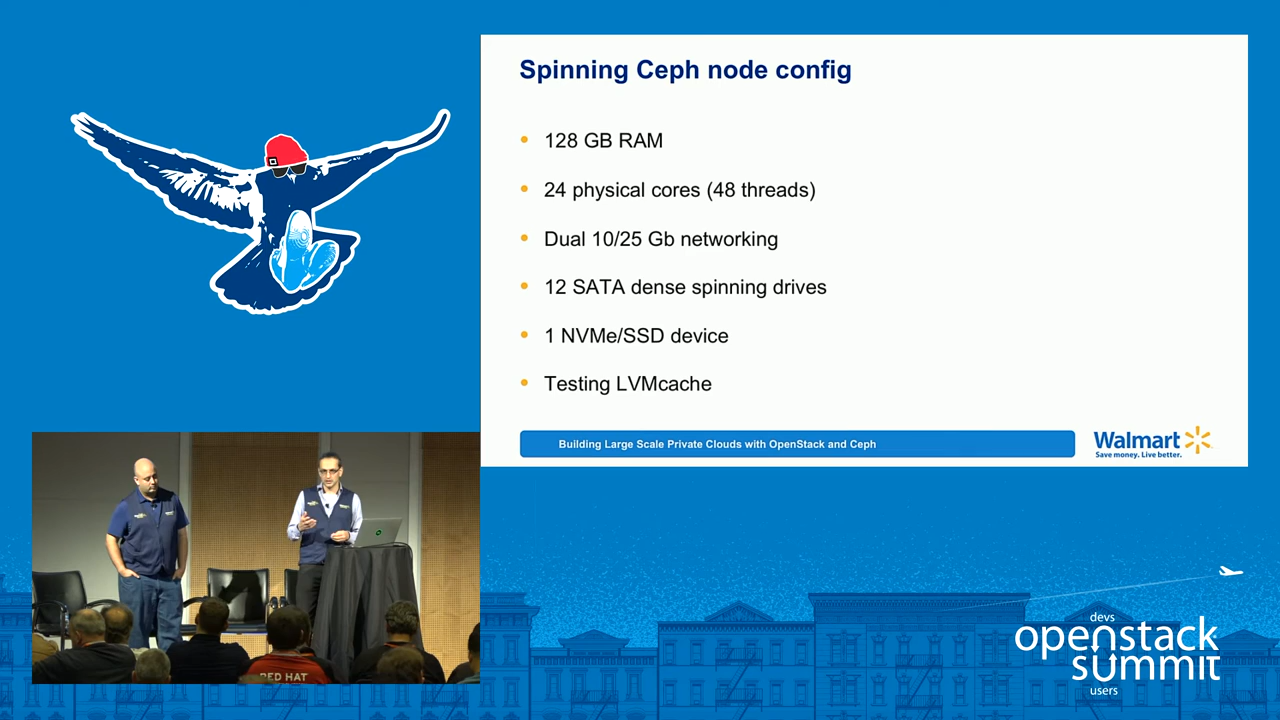 Spinning Ceph node config
128 GB RAM
24 physical cores (48 threads)
Dual 10/25 Gb networking
12 SATA dense spinning drives
1 NVMe/SSD device
Testing LVMcache
Building Large Scale Private Clouds with OpenStack and Ceph
Walmart
Save money. Live better.
RED HAT
devs
openstack
summit
users